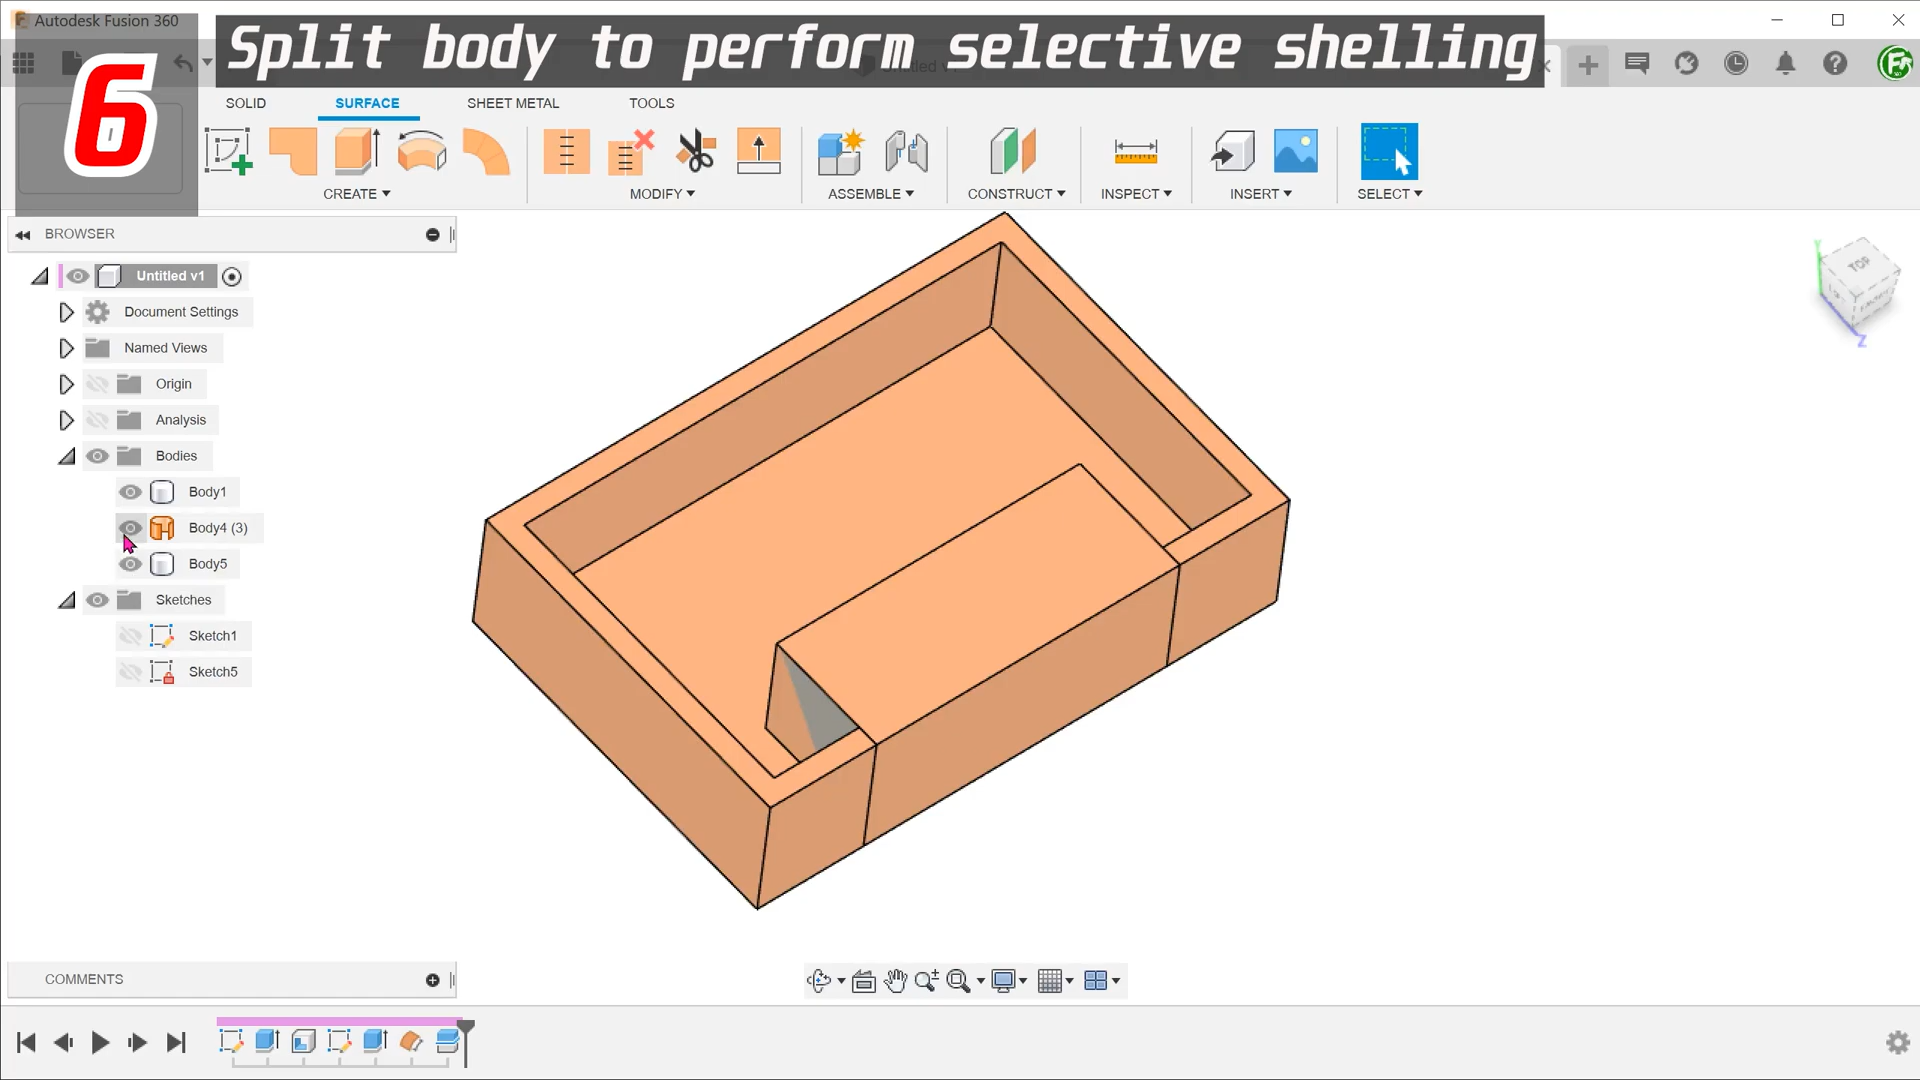 Autodesk Fusion 360
6
Split body to perform selective shelling
SOLID
SURFACE
SHEET METAL
TOOLS
CREATE
MODIFY
ASSEMBLE
CONSTRUCT
INSPECT
INSERT
SELECT
BROWSER
Untitled v1
Document Settings
Named Views
Origin
Analysis
Bodies
Body1
Body4 (3)
Body5
Sketches
Sketch1
Sketch5
TOP
Y
Z
COMMENTS